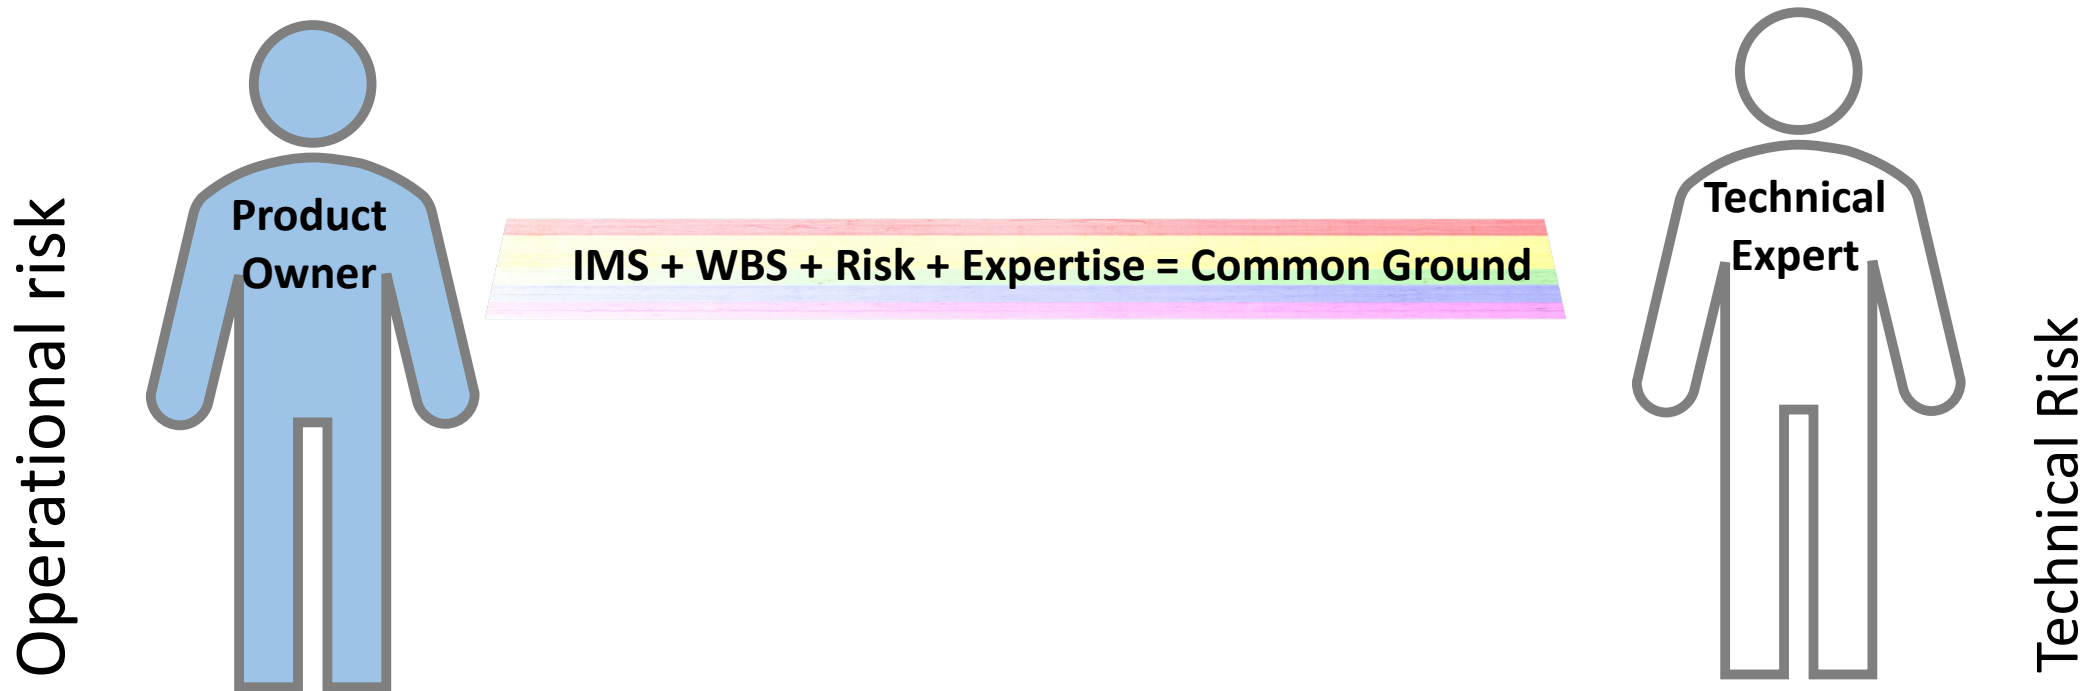 Operational risk
Product
Owner
IMS + WBS + Risk + Expertise = Common Ground
Technical
Expert
Technical Risk